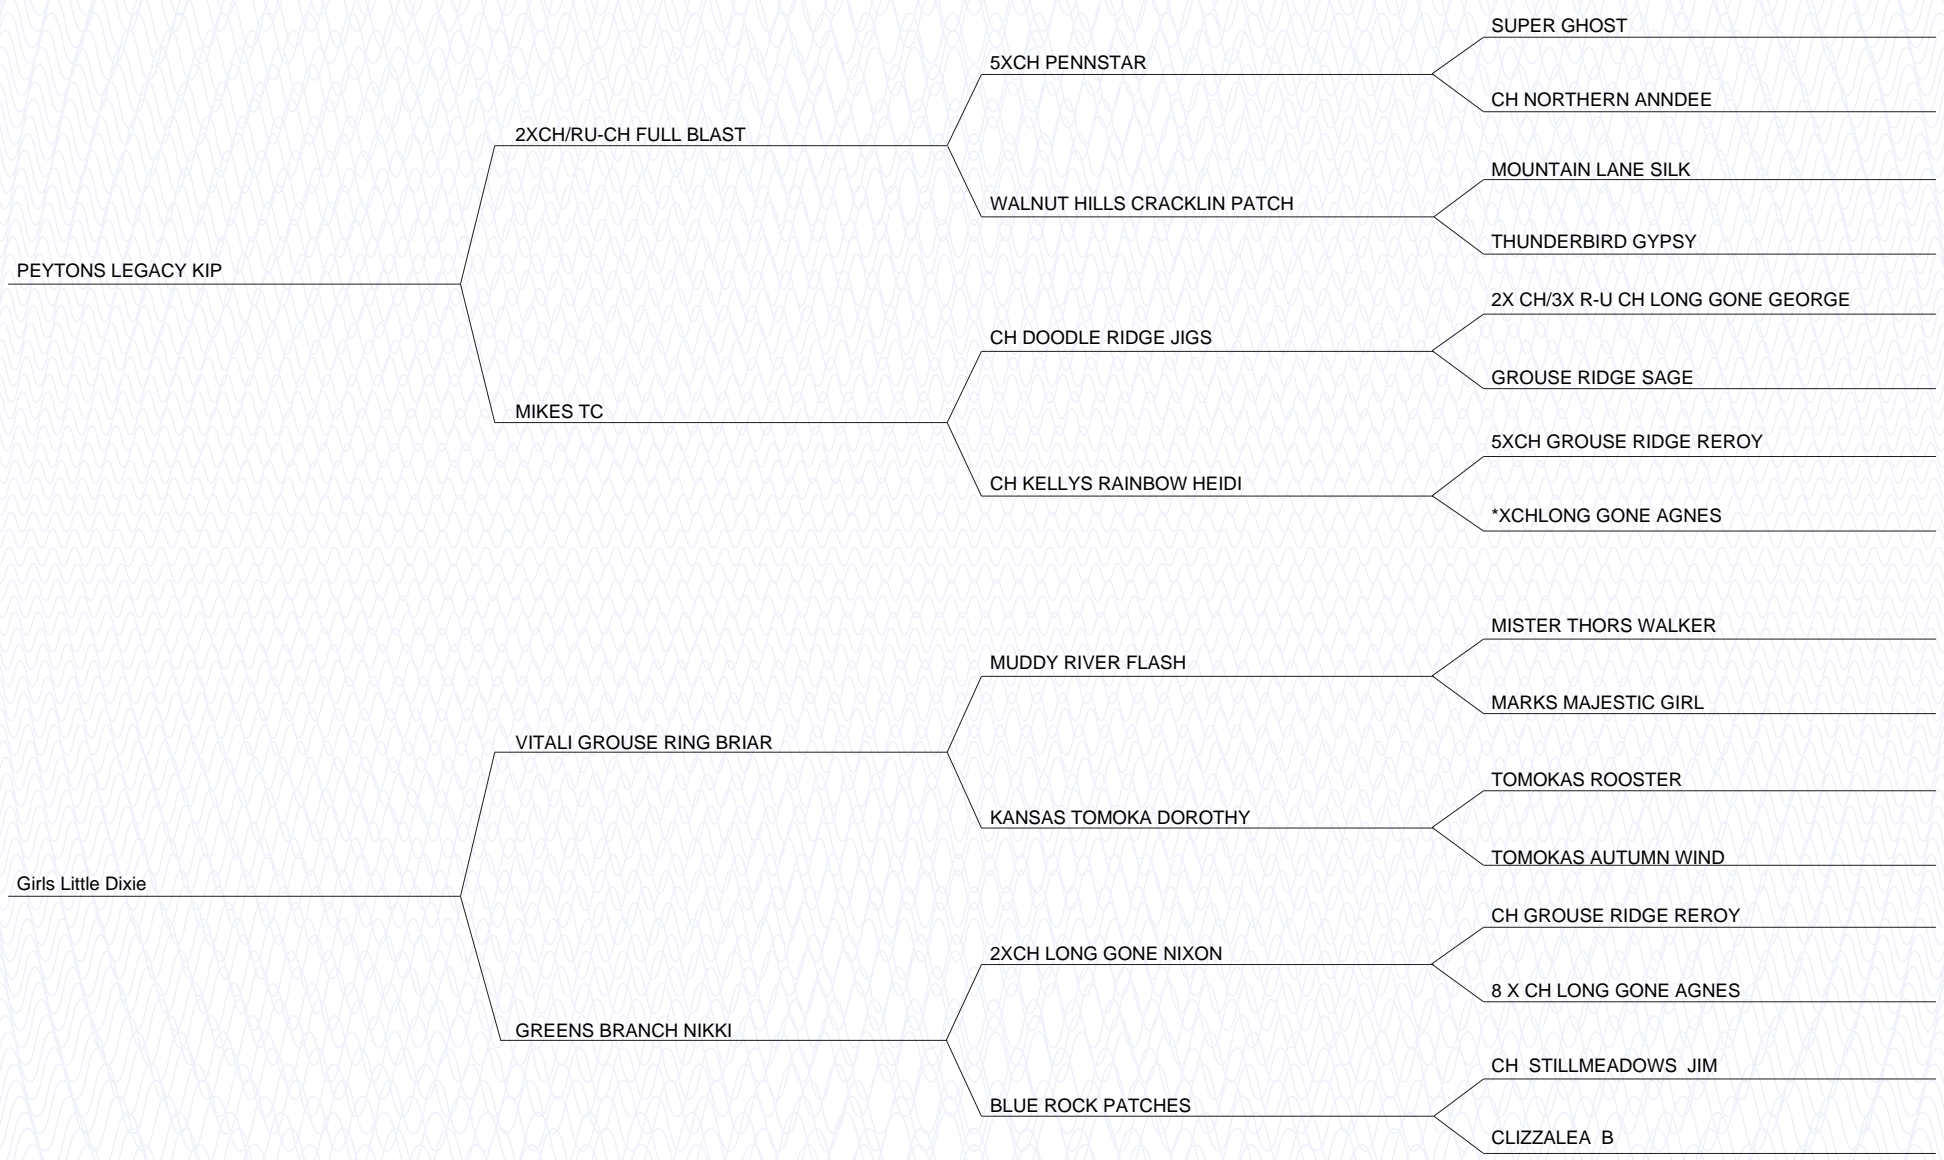 SUPER GHOST
5XCH PENNSTAR
CH NORTHERN ANNDEE
2XCH/RU-CH FULL BLAST
MOUNTAIN LANE SILK
WALNUT HILLS CRACKLIN PATCH
THUNDERBIRD GYPSY
PEYTONS LEGACY KIP
2X CH/3X R-U CH LONG GONE GEORGE
CH DOODLE RIDGE JIGS
GROUSE RIDGE SAGE
MIKES TC
5XCH GROUSE RIDGE REROY
CH KELLYS RAINBOW HEIDI
*XCHLONG GONE AGNES
MISTER THORS WALKER
MUDDY RIVER FLASH
MARKS MAJESTIC GIRL
VITALI GROUSE RING BRIAR
TOMOKAS ROOSTER
KANSAS TOMOKA DOROTHY
TOMOKAS AUTUMN WIND
Girls Little Dixie
CH GROUSE RIDGE REROY
2XCH LONG GONE NIXON
8 X CH LONG GONE AGNES
GREENS BRANCH NIKKI
CH  STILLMEADOWS  JIM
BLUE ROCK PATCHES
CLIZZALEA  B